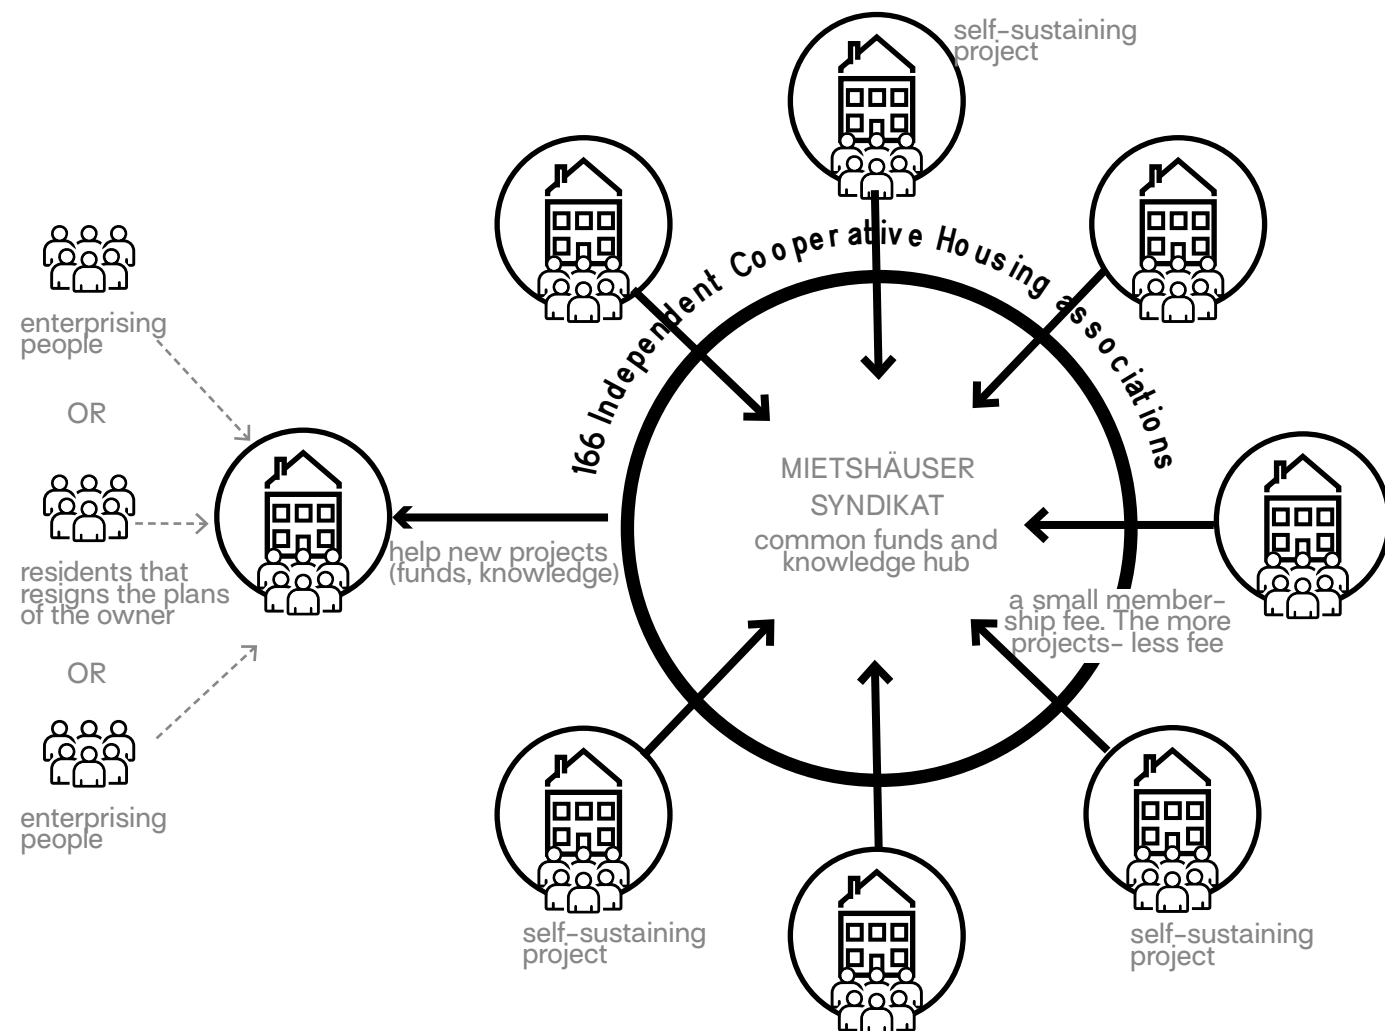 self-sustaining
project
166 Independent Cooperative Housing associations
enterprising
people
OR
residents that
resigns the plans
of the owner
OR
enterprising
people
help new projects
(funds, knowledge)
MIETSHÄUSER
SYNDIKAT
common funds and
knowledge hub
a small member-
ship fee. The more
projects- less fee
self-sustaining
project
self-sustaining
project